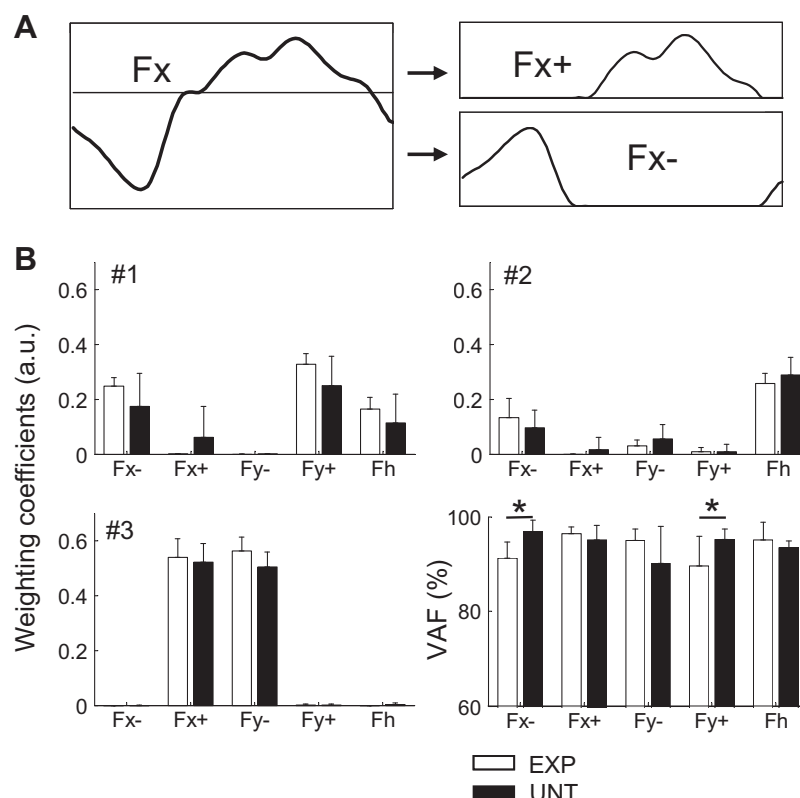 A
Fx
Fx+
Fx-
B
Weighting coefficients (a.u.)
#1
0.6
0.4
0.2
0
Fx- Fx+ Fy- Fy+ Fh
#2
0.6
0.4
0.2
0
Fx- Fx+ Fy- Fy+ Fh
#3
0.6
0.4
0.2
0
Fx- Fx+ Fy- Fy+ Fh
VAF (%)
100
80
60
* *
Fx- Fx+ Fy- Fy+ Fh
EXP
UNT